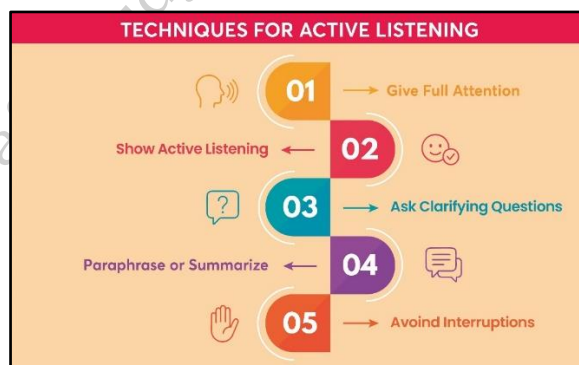 TECHNIQUES FOR ACTIVE LISTENING
01
Give Full Attention
Show Active Listening
02
?
03
Ask Clarifying Questions
Paraphrase or Summarize
04
05
Avoind Interruptions